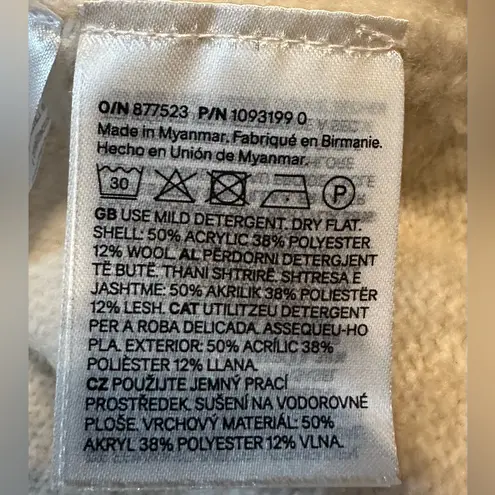 O/N 877523 P/N 1093199 0
Made in Myanmar. Fabriqué en Birmanie.
Hecho en Unión de Myanmar.
30 P
GB USE MILD DETERGENT. DRY FLAT.
SHELL: 50% ACRYLIC 38% POLYESTER
12% WOOL. AL PËRDORNI DETERGJENT
TË BUTË. THANI SHTRIRË. SHTRESA E
JASHTME: 50% AKRILIK 38% POLIESTËR
12% LESH. CAT UTILITZEU DETERGENT
PER A ROBA DELICADA. ASSEQUEU-HO
PLA. EXTERIOR: 50% ACRÍLIC 38%
POLIÈSTER 12% LLANA.
CZ POUŽIJTE JEMNÝ PRACÍ
PROSTŘEDEK. SUŠENÍ NA VODOROVNÉ
PLOŠE. VRCHOVÝ MATERIÁL: 50%
AKRYL 38% POLYESTER 12% VLNA.